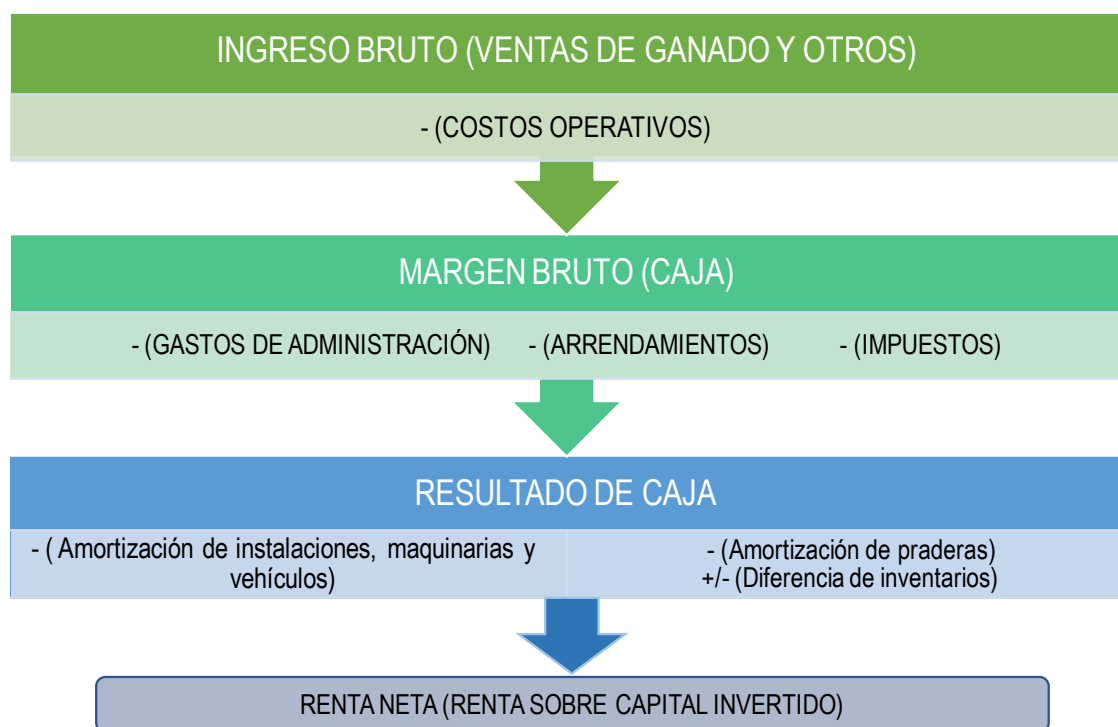 INGRESO BRUTO (VENTAS DE GANADO Y OTROS)
- (COSTOS OPERATIVOS)
MARGEN BRUTO (CAJA)
- (GASTOS DE ADMINISTRACIÓN) - (ARRENDAMIENTOS) - (IMPUESTOS)
RESULTADO DE CAJA
- ( Amortización de instalaciones, maquinarias y
vehículos)
- (Amortización de praderas)
+/- (Diferencia de inventarios)
RENTA NETA (RENTA SOBRE CAPITAL INVERTIDO)